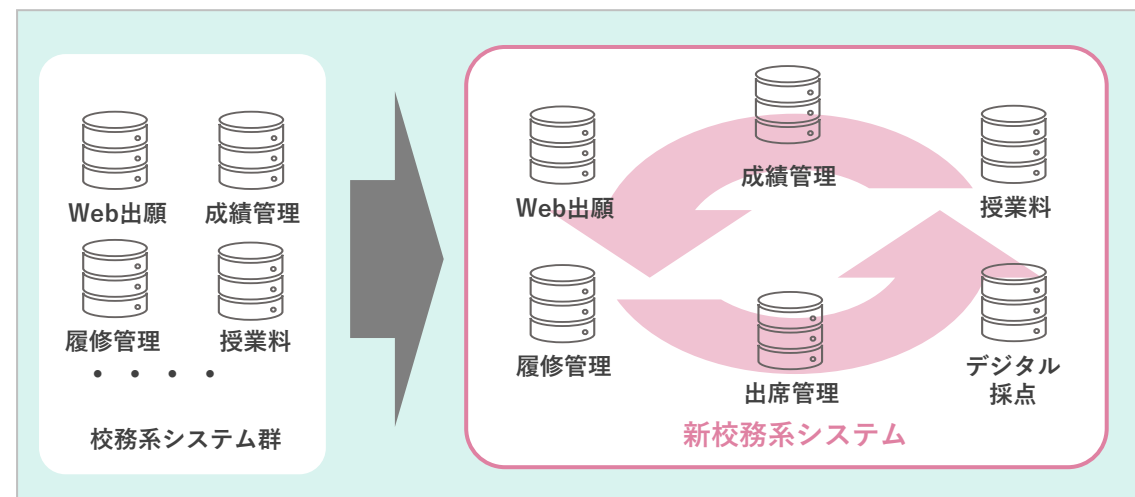 Web出願
成績管理
履修管理
授業料
・・・・
校務系システム群
成績管理
Web出願
授業料
履修管理
出席管理
デジタル
採点
新校務系システム